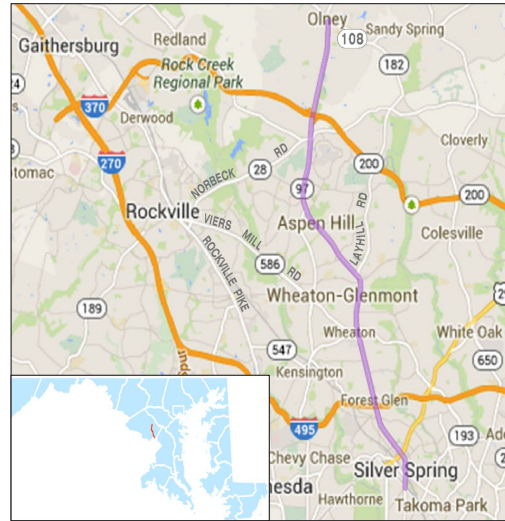 Olney
108
Sandy Spring
Gaithersburg
Redland
Rock Creek
Regional Park
182
24
370
Derwood
Cloverly
NORBECK RD
28
270
200
otomac
97
200
Rockville
VIERS MILL RD
Aspen Hill
LAYHILL RD
Colesville
ROCKVILLE PIKE
586
Wheaton-Glenmont
189
Wheaton
White Oak
547
650
Kensington
Forest Glen
495
193
Chevy Chase
Silver Spring
esda
Hawthorne
Takoma Park